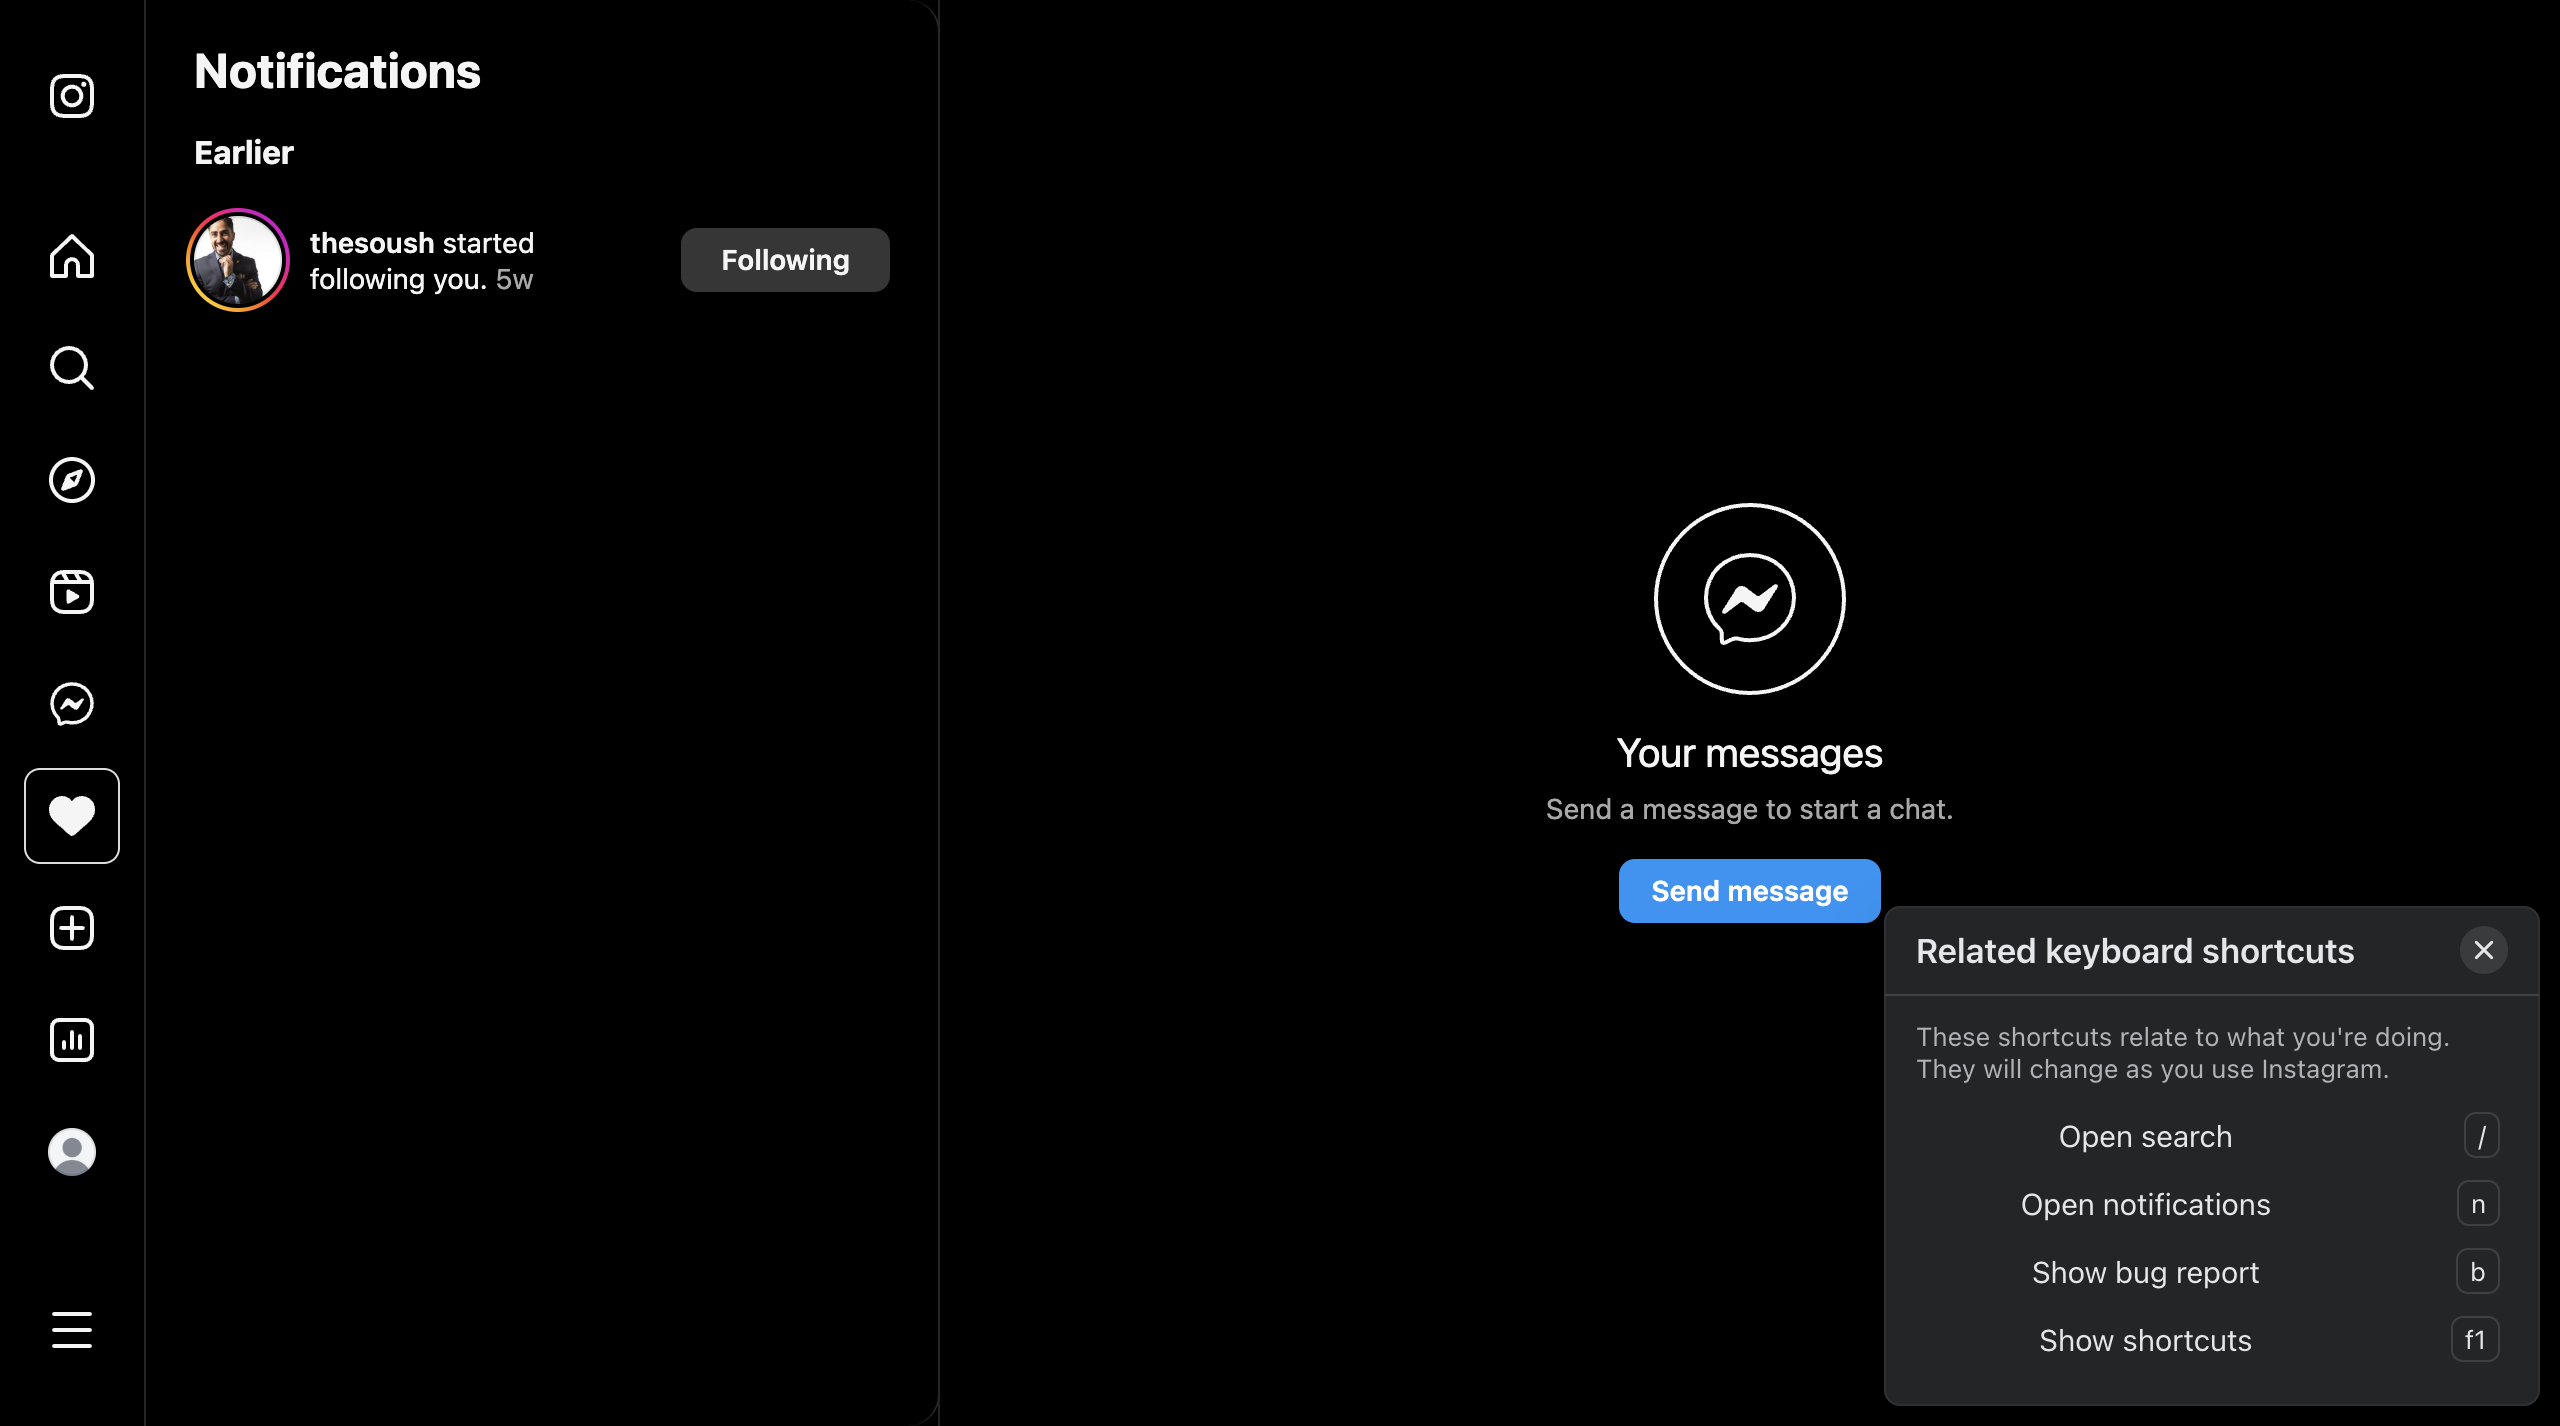 Notifications
Earlier
thesoush started
following you. 5w
Following
Your messages
Send a message to start a chat.
Send message
Related keyboard shortcuts
These shortcuts relate to what you're doing.
They will change as you use Instagram.
Open search /
Open notifications n
Show bug report b
Show shortcuts f1